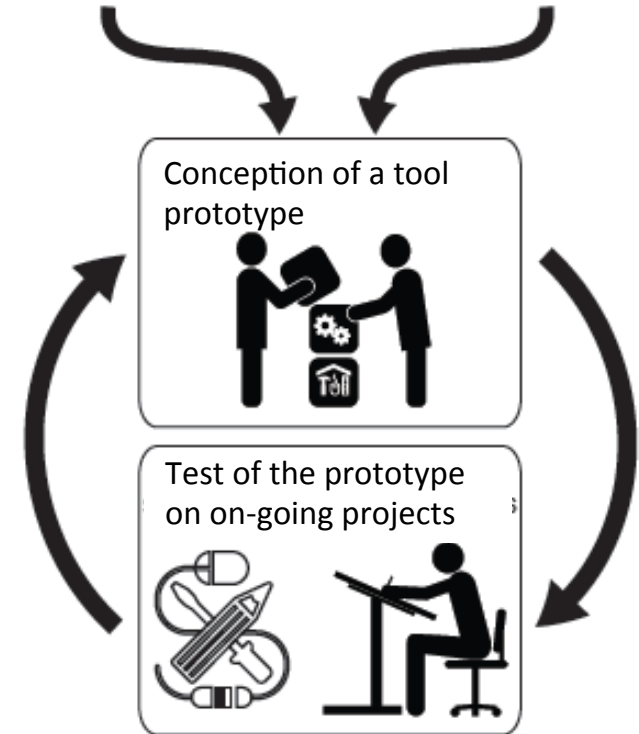 Conception of a tool
prototype
Test of the prototype
on on-going projects